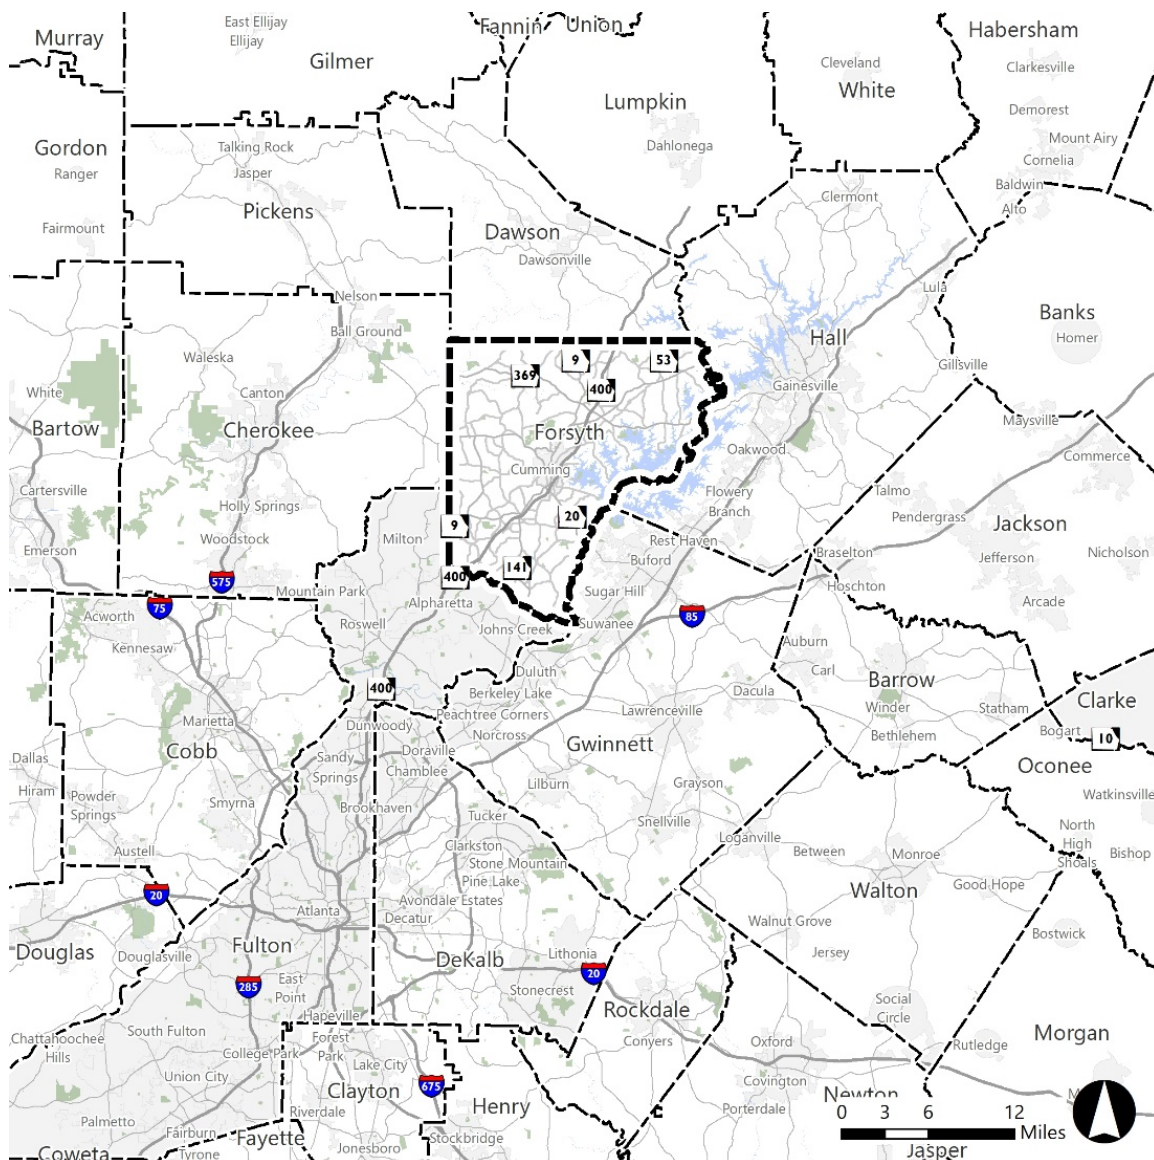 East Ellijay
Ellijay
Fannin
Union
Habersham
Murray
Gilmer
Cleveland
White
Clarkesville
Lumpkin
Demorest
Dahlonega
Mount Airy
Gordon
Talking Rock
Cornelia
Ranger
Jasper
Baldwin
Clermont
Alto
Pickens
Fairmount
Dawson
Dawsonville
Lula
Nelson
Banks
Ball Ground
Hall
Homer
Waleska
9
53
Gillsville
369
400
Gainesville
White
Canton
Bartow
Cherokee
Forsyth
Maysville
Oakwood
Commerce
Cumming
Cartersville
Holly Springs
Flowery
Branch
Talmo
Pendergrass
9
20
Jackson
Emerson
Woodstock
Milton
Rest Haven
Braselton
Jefferson
Nicholson
Buford
141
575
400
Mountain Park
Sugar Hill
Hoschton
75
Alpharetta
Arcade
Acworth
Roswell
Johns Creek
Suwanee
85
Kennesaw
Auburn
Duluth
Carl
400
Berkeley Lake
Dacula
Barrow
Peachtree Corners
Lawrenceville
Winder
Statham
Clarke
Marietta
Dunwoody
Norcross
Bethlehem
Bogart
10
Cobb
Doraville
Gwinnett
Dallas
Sandy
Springs
Chamblee
Oconee
Hiram
Powder
Springs
Smyrna
Lilburn
Grayson
Watkinsville
Brookhaven
Tucker
Snellville
North
High
Shoals
Loganville
Austell
Clarkston
Between
Monroe
Bishop
Stone Mountain
20
Pine Lake
Walton
Good Hope
Avondale Estates
Atlanta
Decatur
Walnut Grove
Bostwick
Douglas
Douglasville
Fulton
DeKalb
Lithonia
Jersey
20
285
East
Point
Stonecrest
Rockdale
Social
Circle
Hapeville
South Fulton
Chattahoochee
Hills
Forest
Park
Conyers
Oxford
Morgan
College Park
Rutledge
Lake City
Union City
Clayton
675
Covington
Henry
Newton
Riverdale
Porterdale
Palmetto
Fairburn
Fayette
Stockbridge
0 3 6 12
Miles
Coweta
Tyrone
Jonesboro
Jasper